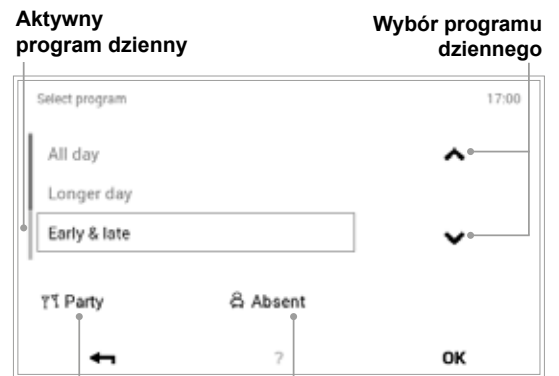 Aktywny
program dzienny
Wybór programu
dziennego
Select program 17:00
All day
Longer day
Early & late
Party Absent
? OK